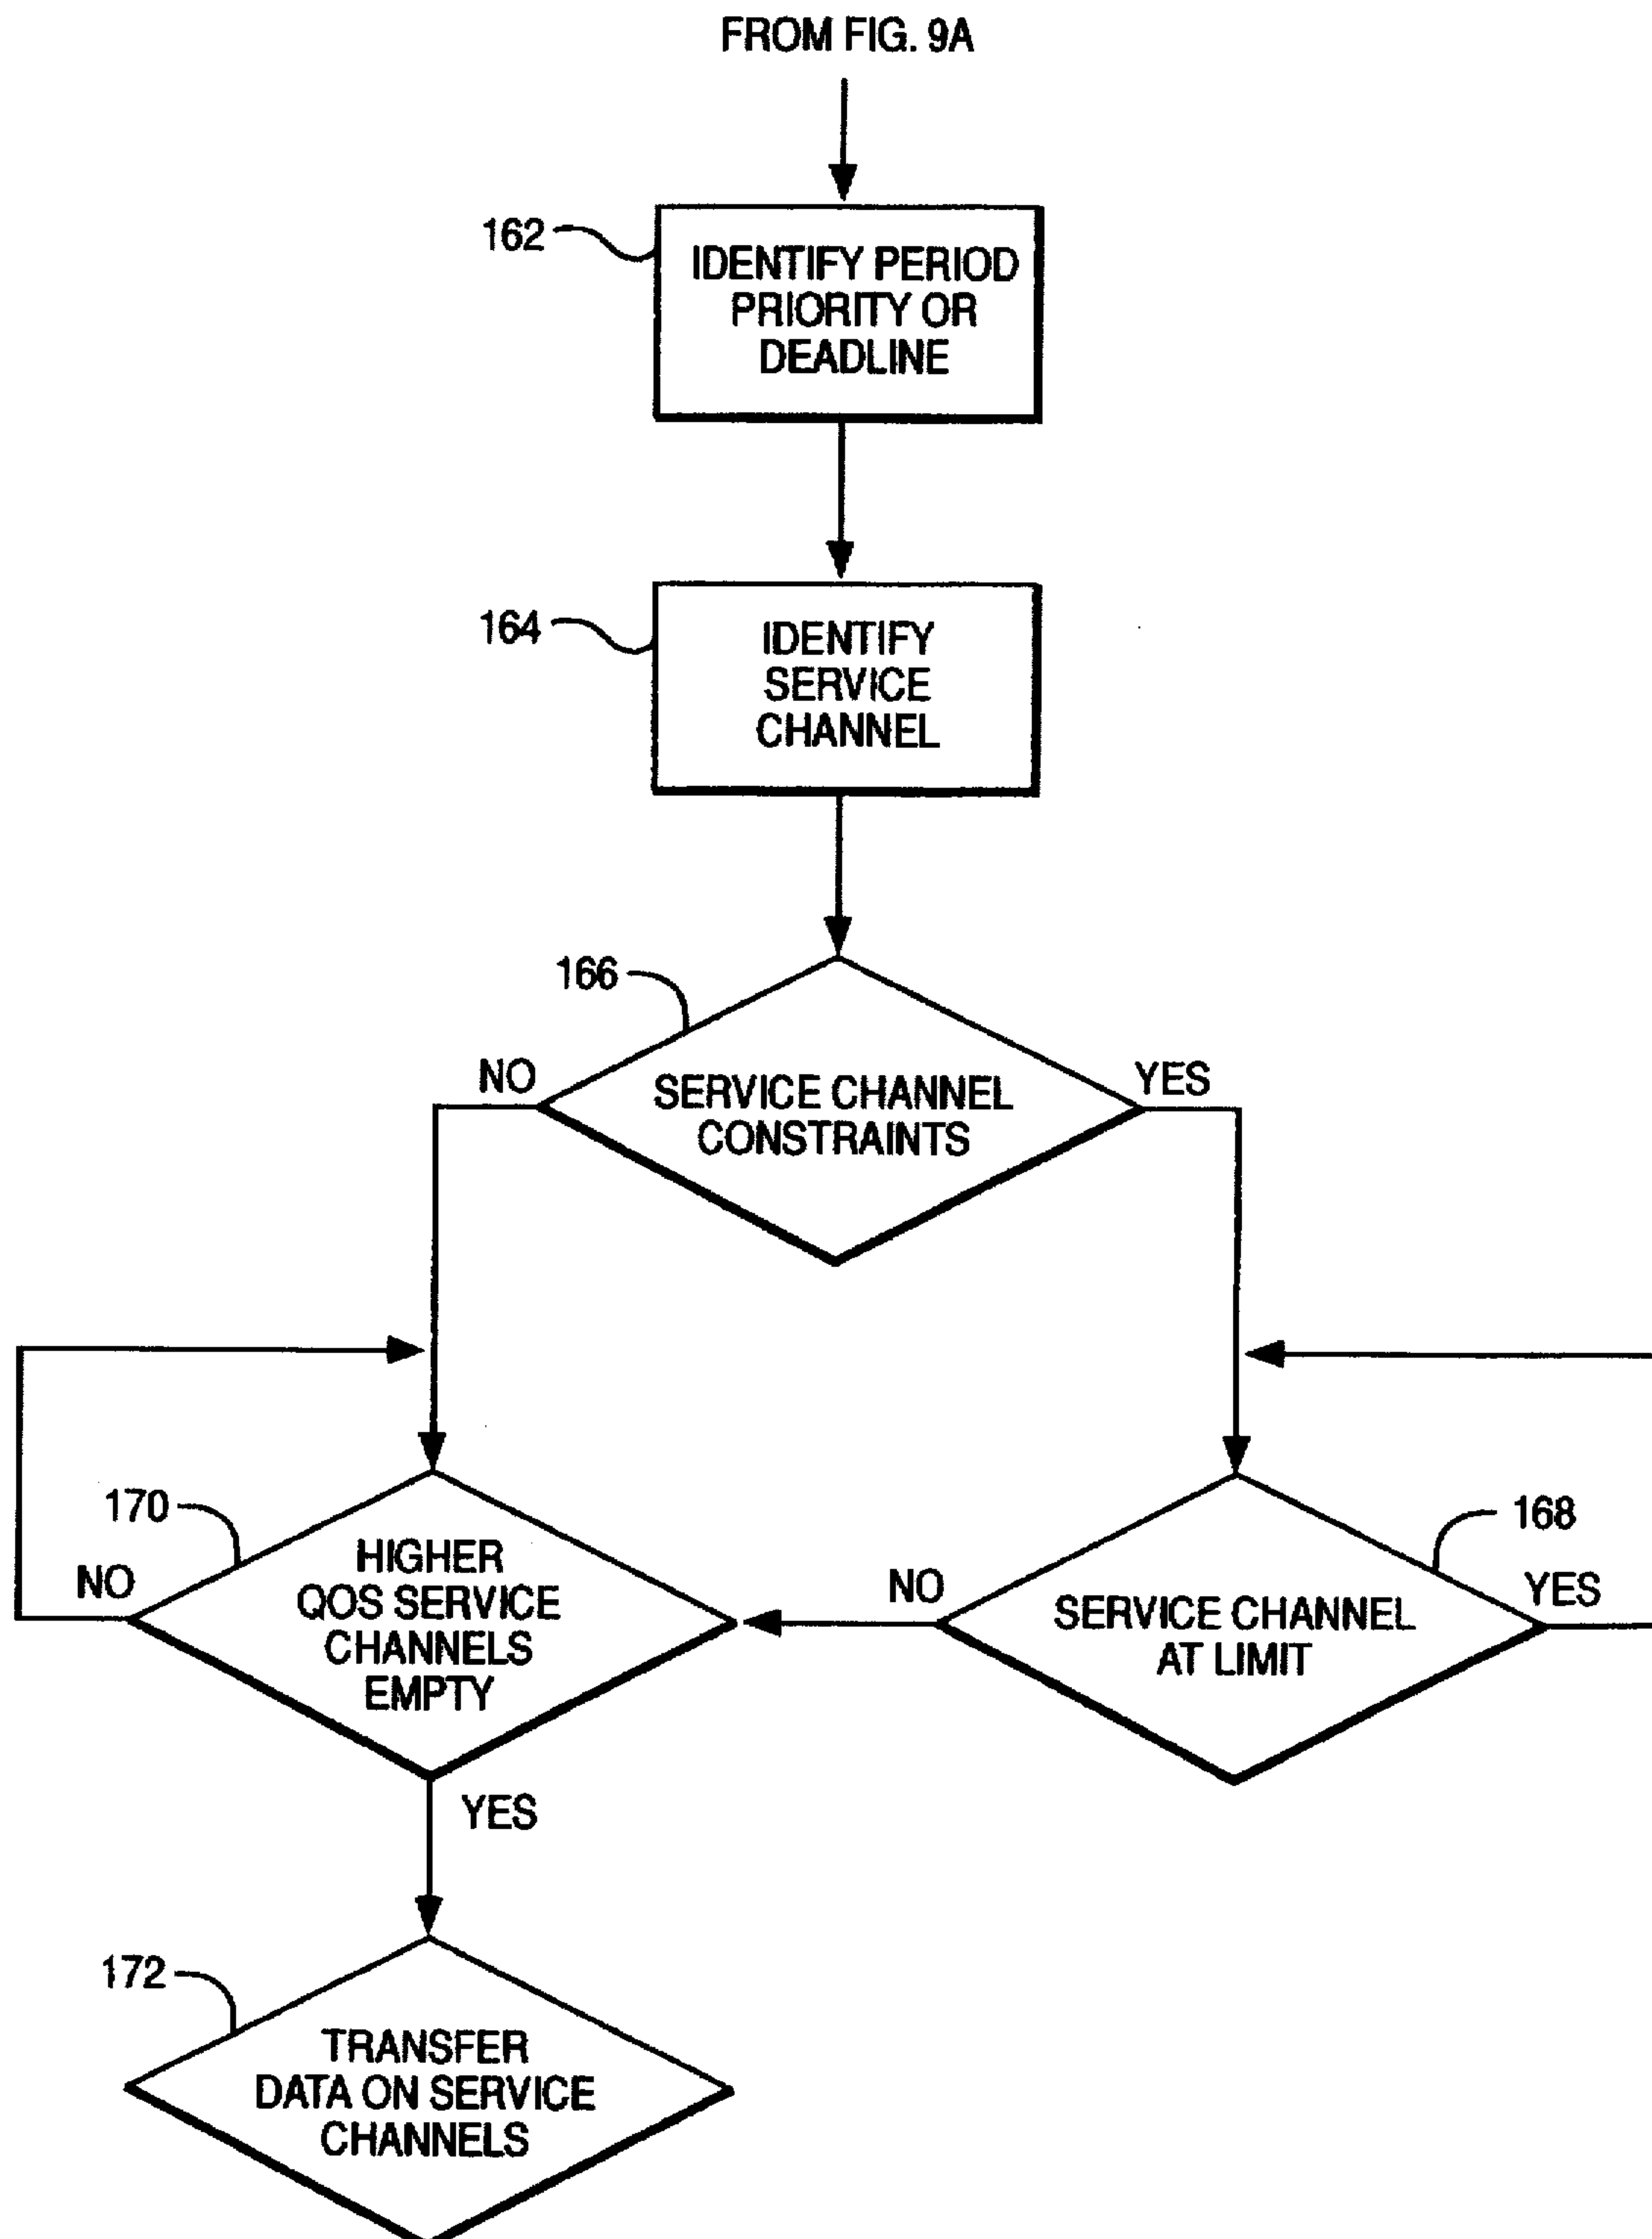 FROM FIG. 9A
162
IDENTIFY PERIOD
PRIORITY OR
DEADLINE
164
IDENTIFY
SERVICE
CHANNEL
166
NO
YES
SERVICE CHANNEL
CONSTRAINTS
170
168
NO
HIGHER
QOS SERVICE
CHANNELS
EMPTY
NO
SERVICE CHANNEL
AT LIMIT
YES
YES
172
TRANSFER
DATA ON SERVICE
CHANNELS